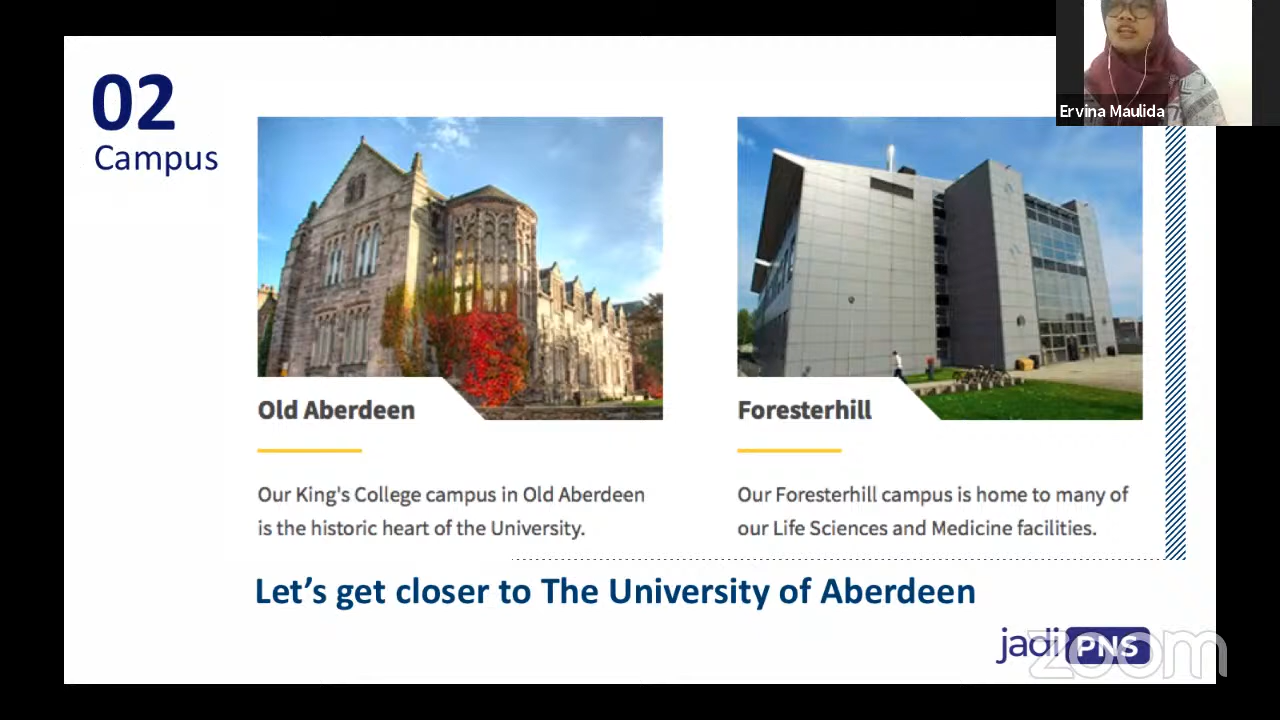 02
Campus
Ervina Maulida
Old Aberdeen
Our King's College campus in Old Aberdeen
is the historic heart of the University.
Foresterhill
Our Foresterhill campus is home to many of
our Life Sciences and Medicine facilities.
Let's get closer to The University of Aberdeen
jadi PNS
zoom